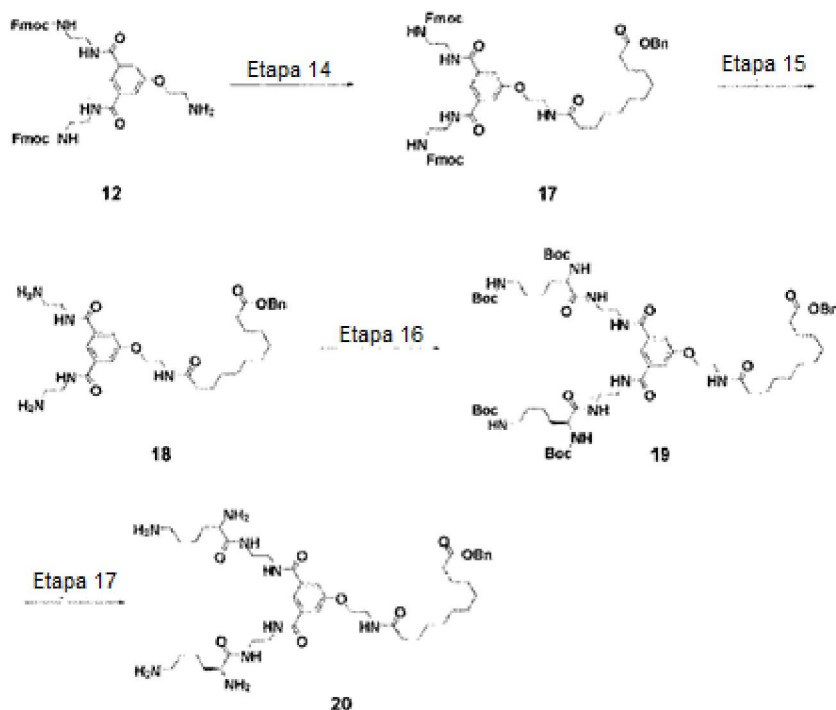 Fmoc NH
HN O
O
Etapa 14
HN O
NH2
Fmoc NH
12
Fmoc
HN
HN O
O
OBn
Etapa 15
HN O
O
HN O
HN
Fmoc
17
H2N
HN O
O
OBn
Etapa 16
O
HN O
HN O
H2N
18
Boc NH
HN
Boc
O NH HN O
O
OBn
O
HN O
Boc
HN
O NH HN O
Boc NH
19
Etapa 17
H2N NH2
O NH HN O
O
OBn
O
HN O
HN O
O NH
H2N NH2
20